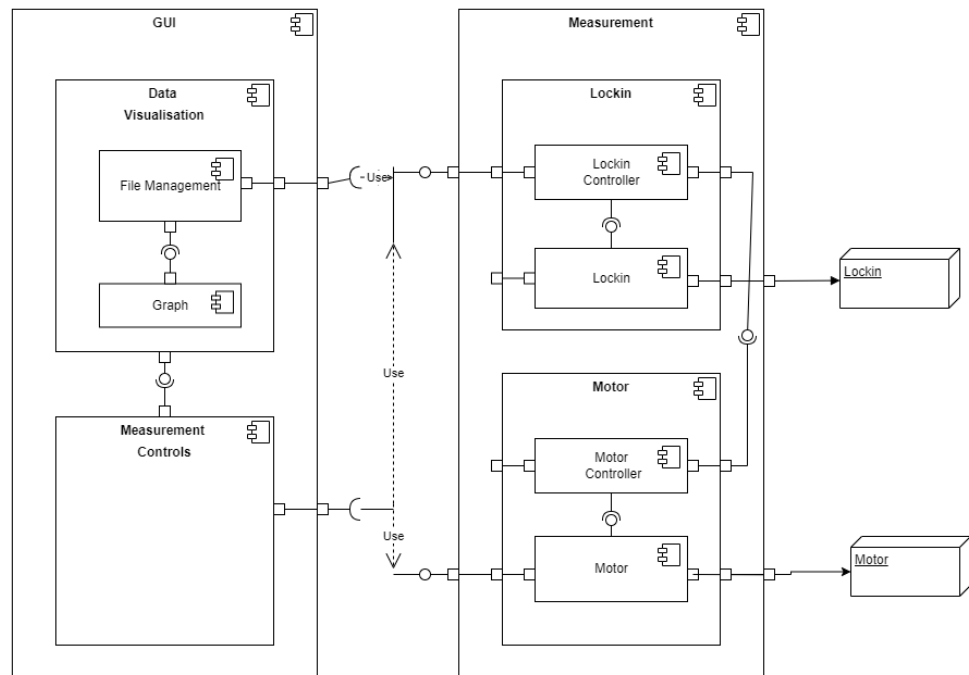 GUI
Measurement
Data
Visualisation
Lockin
File Management
Use
Lockin
Controller
Lockin
Lockin
Graph
Use
Motor
Measurement
Controls
Motor
Controller
Use
Motor
Motor